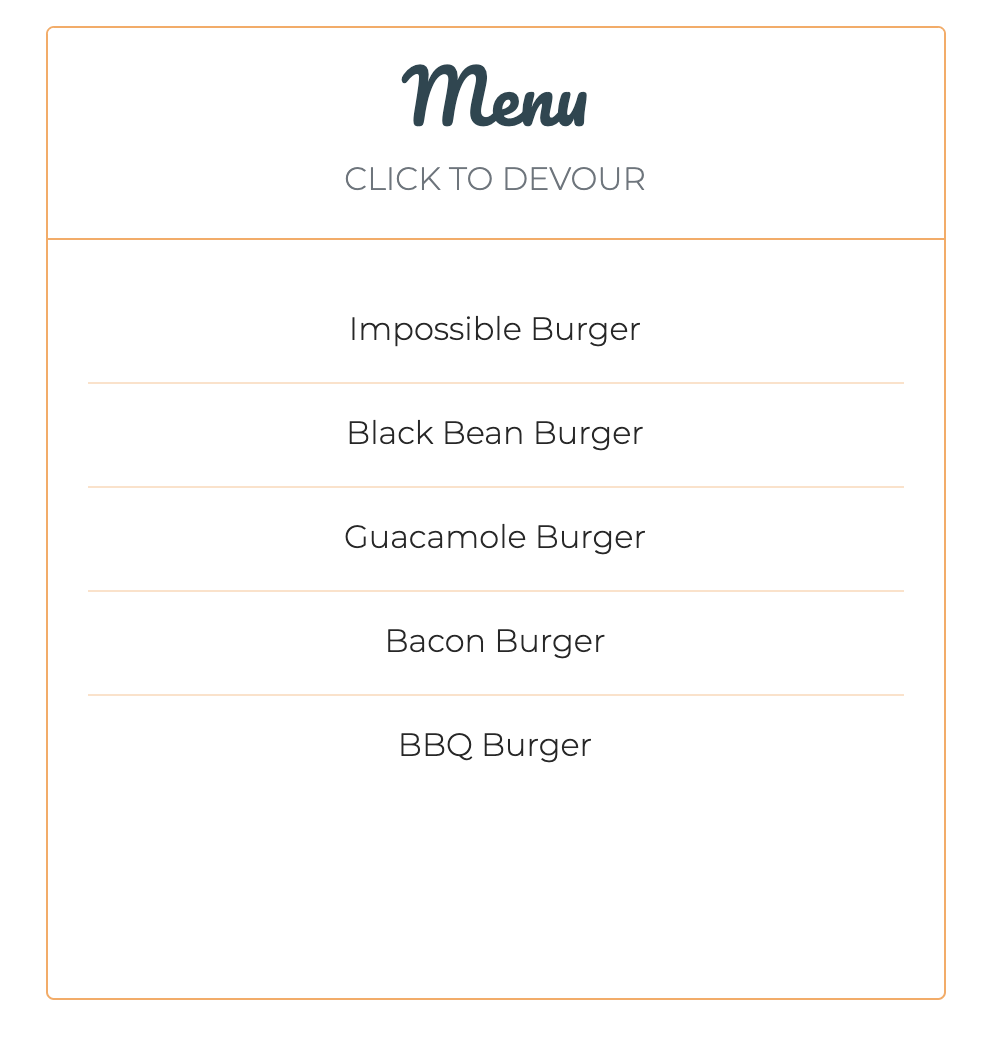 Menu
CLICK TO DEVOUR
Impossible Burger
Black Bean Burger
Guacamole Burger
Bacon Burger
BBQ Burger